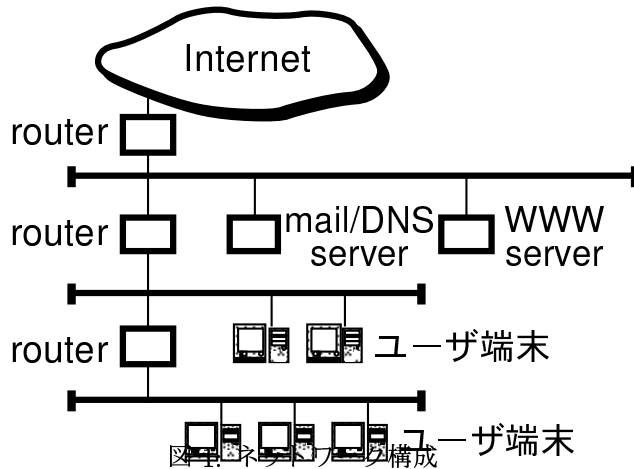 Internet
router
router
mail/DNS
server
WWW
server
router
ユーザ端末
ユーザ端末
図 4. ネットワーク構成